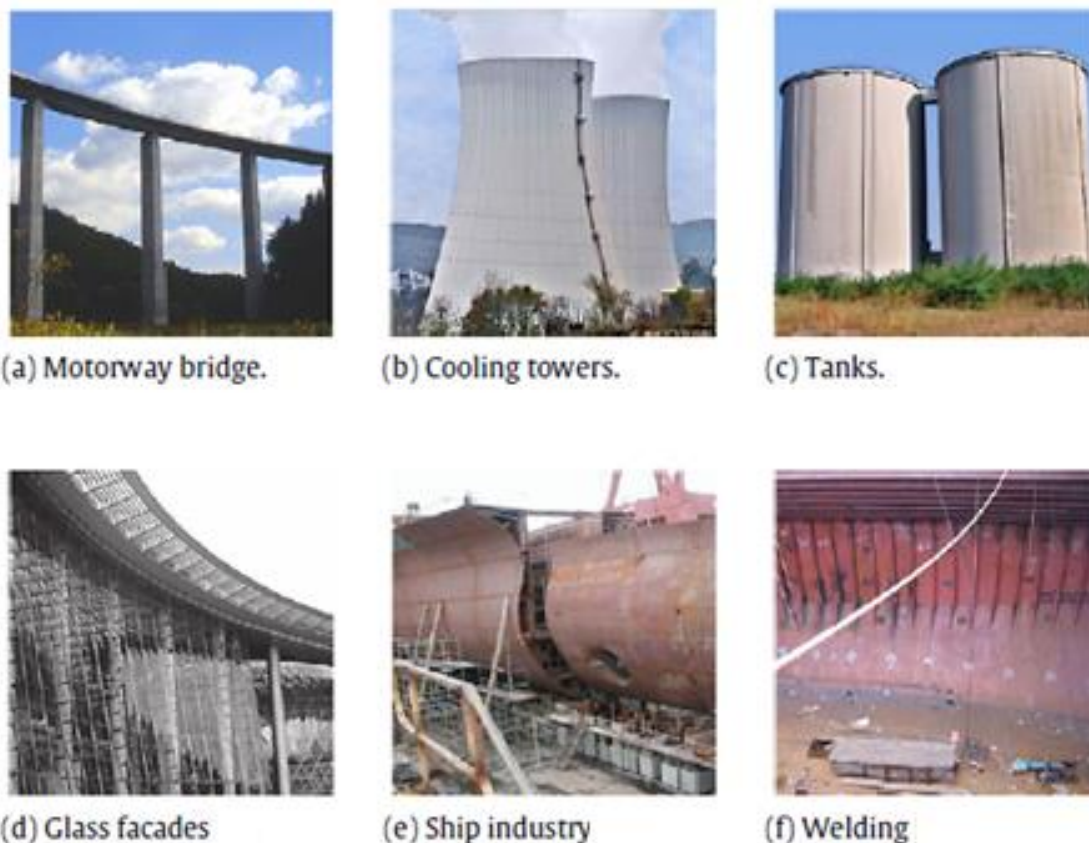 (a) Motorway bridge.
(b) Cooling towers.
(c) Tanks.
(d) Glass facades
(e) Ship industry
(f) Welding